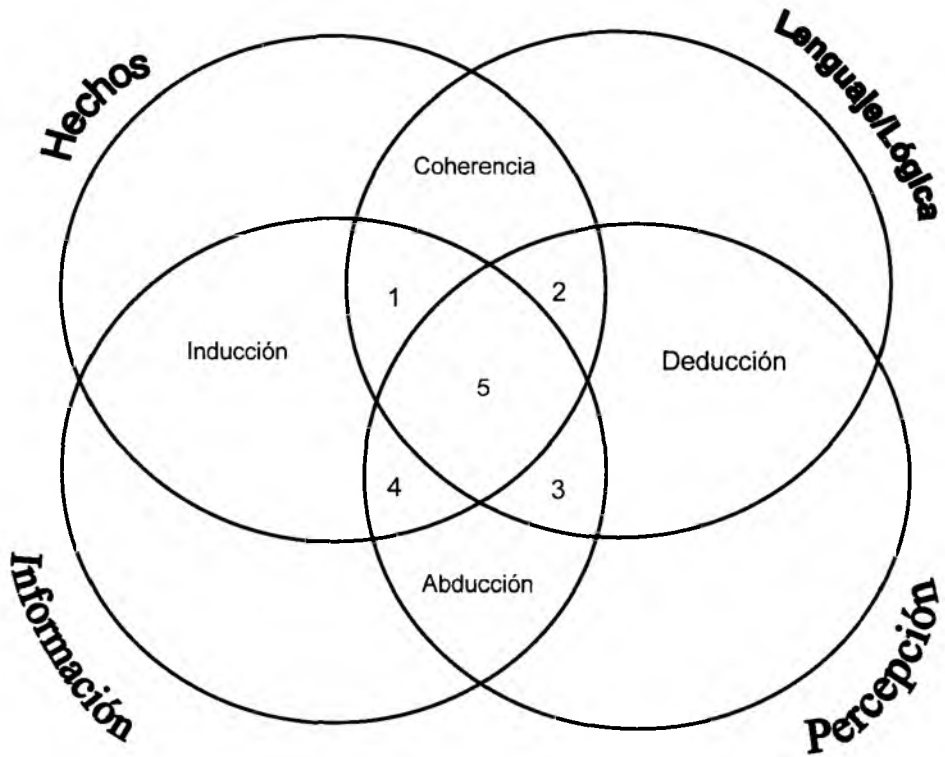 Hechos
Lenguaje/Lógica
Coherencia
1
2
Inducción
Deducción
5
4
3
Abducción
Información
Percepción